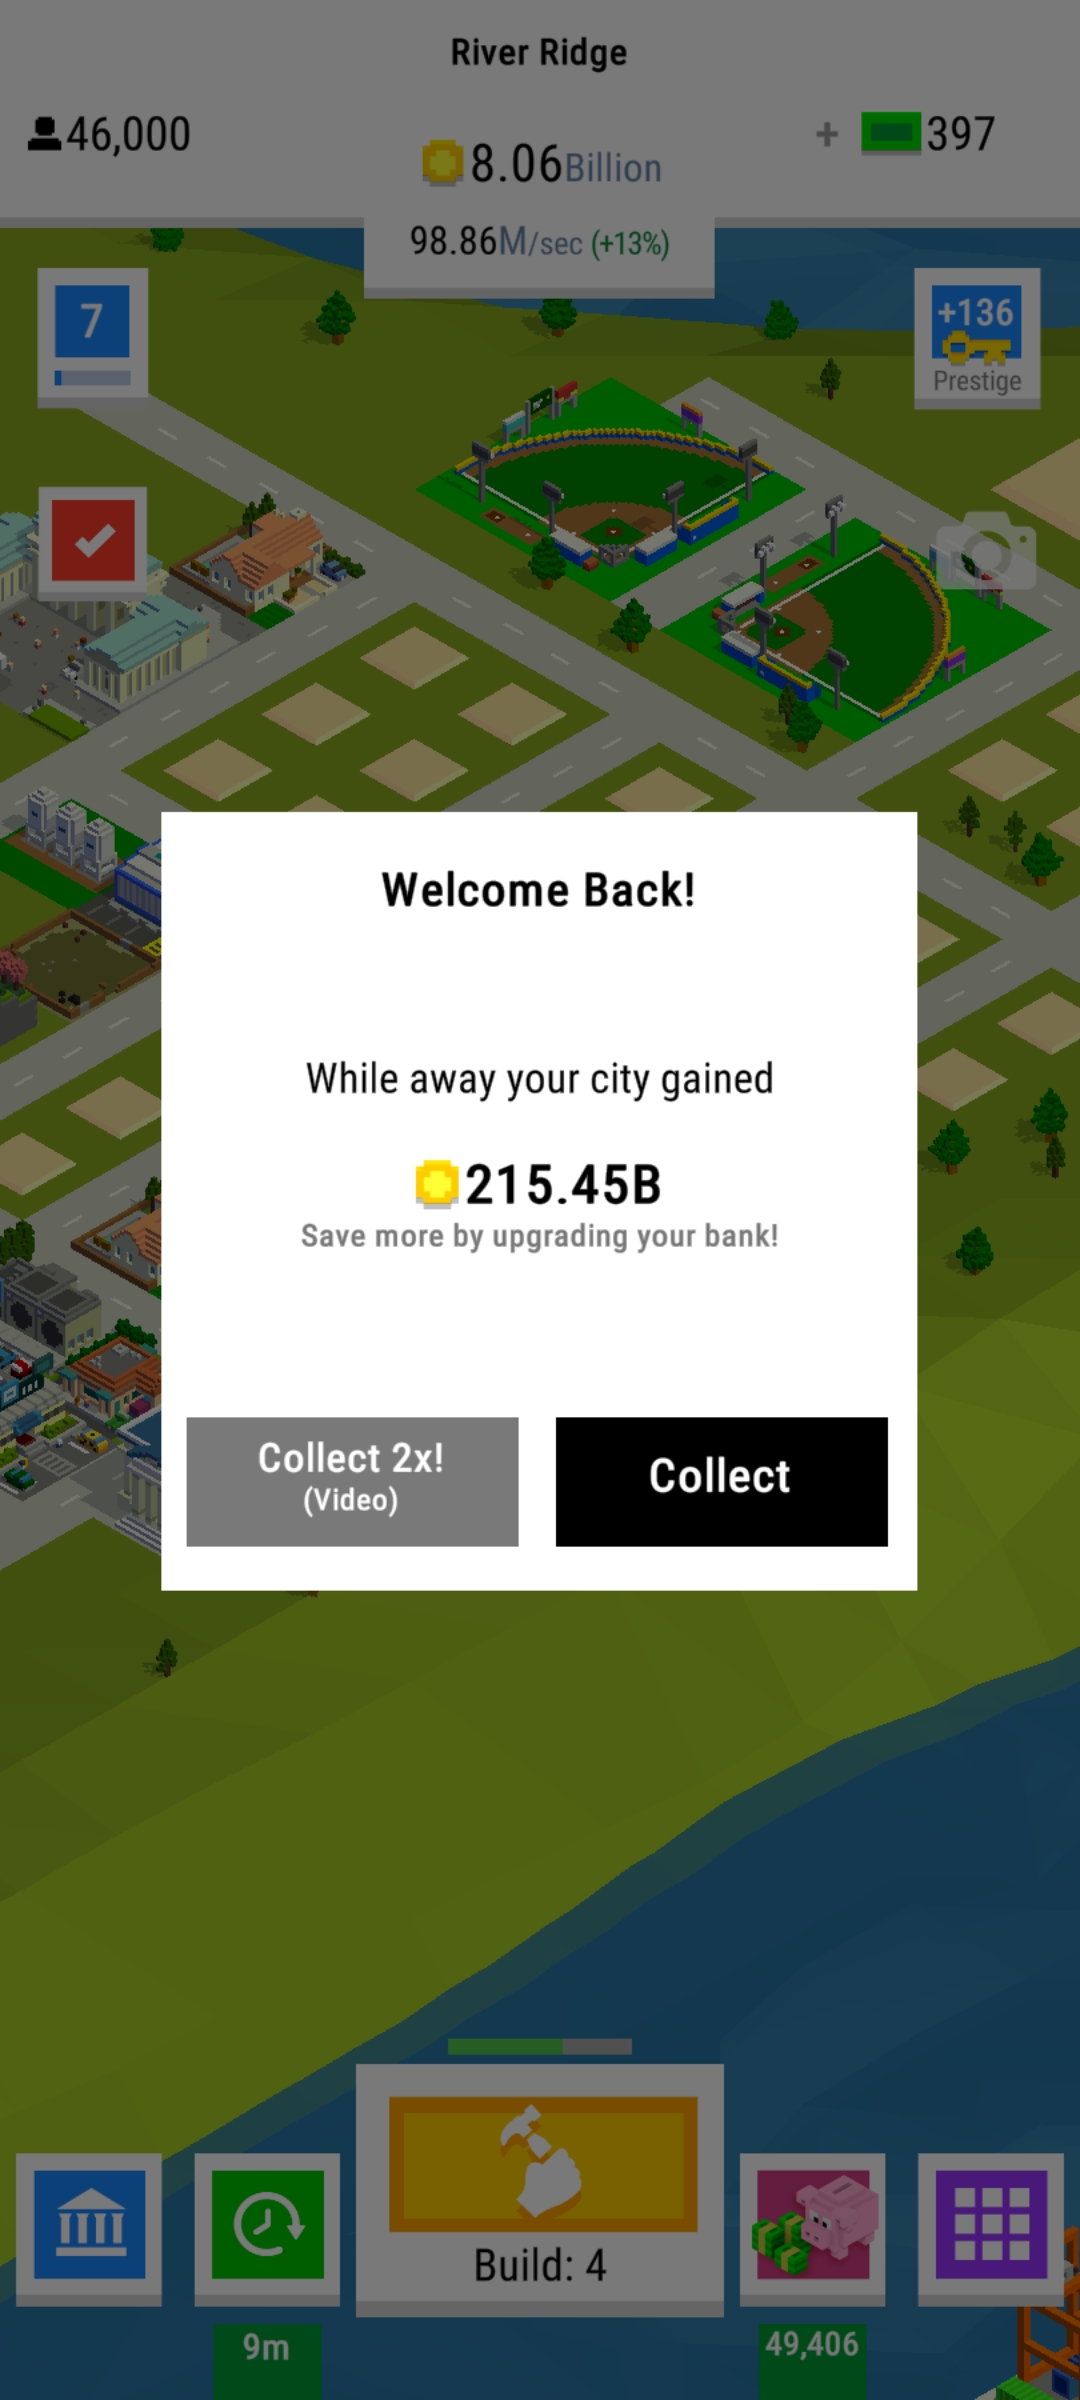 River Ridge
46,000
8.06Billion
+ 397
98.86M/sec (+13%)
7
+136
Prestige
Welcome Back!
While away your city gained
215.45B
Save more by upgrading your bank!
Collect 2x!
(Video)
Collect
Build: 4
9m
49,406